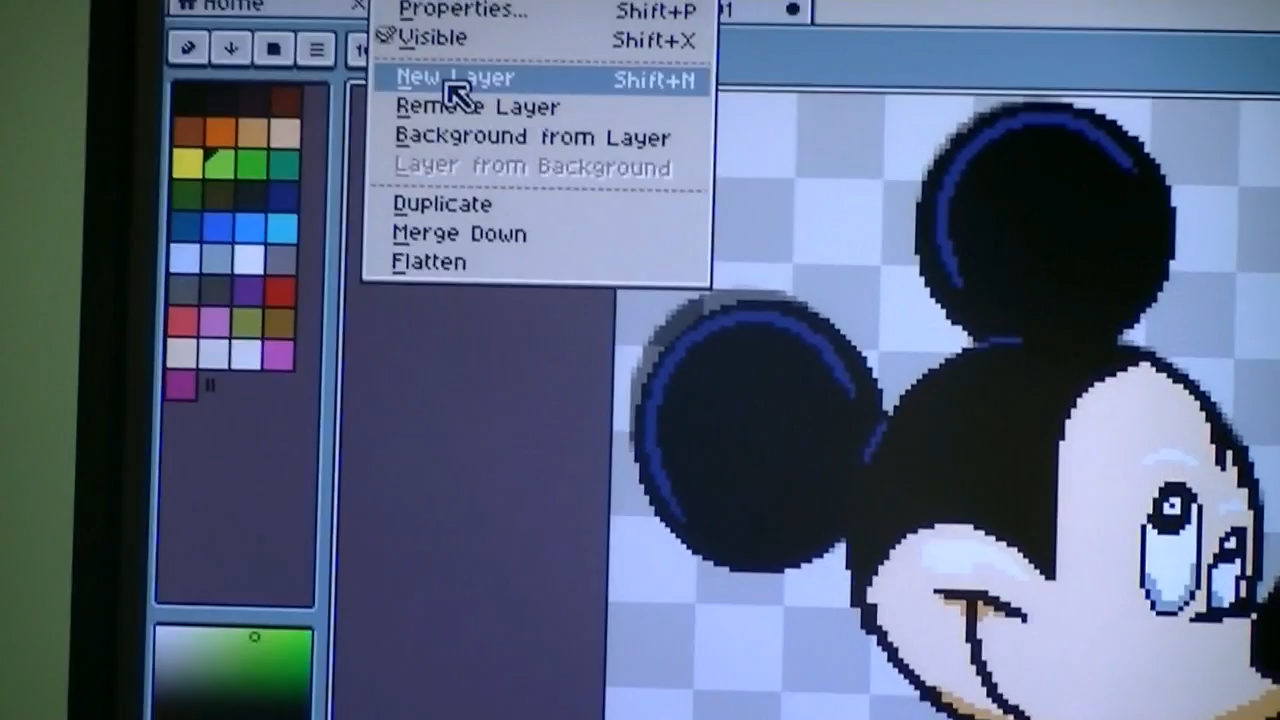 Home
Properties... Shift+P
Visible Shift+X
New Layer Shift+N
Remove Layer
Background from Layer
Layer from Background
Duplicate
Merge Down
Flatten